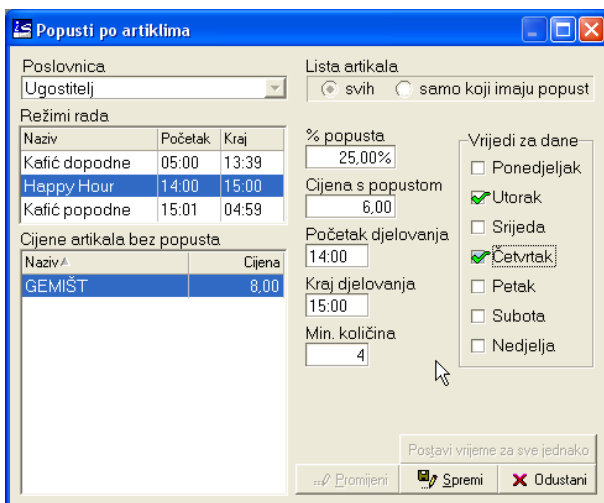 Popusti po artiklima
Poslovnica
Ugostitelj
Lista artikala
svih samo koji imaju popust
Režimi rada
Naziv Početak Kraj
Kafić dopodne 05:00 13:39
Happy Hour 14:00 15:00
Kafić popodne 15:01 04:59
Cijene artikala bez popusta
Naziv Cijena
GEMIŠT 8,00
% popusta
25,00%
Cijena s popustom
6,00
Početak djelovanja
14:00
Kraj djelovanja
15:00
Min. količina
4
Vrijedi za dane
Ponedjeljak
Utorak
Srijeda
Četvrtak
Petak
Subota
Nedjelja
Postavi vrijeme za sve jednako
Promijeni Spremi Odustani